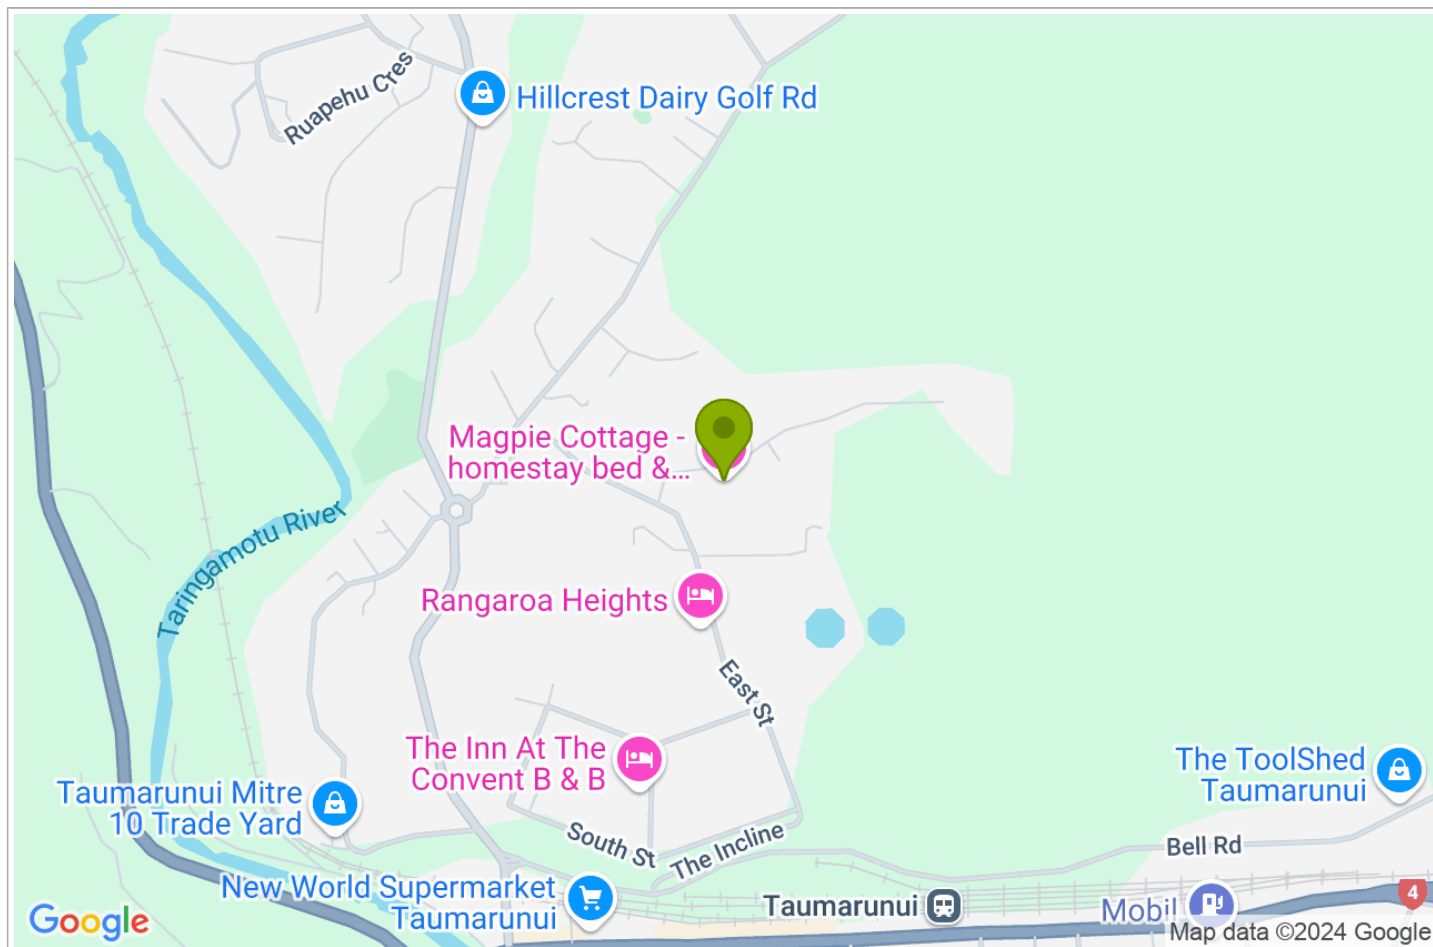 Ruapehu Cres
Hillcrest Dairy Golf Rd
Magpie Cottage -
homestay bed &...
Taringamotu River
Rangaroa Heights
East St
The Inn At The
Convent B & B
The ToolShed
Taumarunui
Taumarunui Mitre
10 Trade Yard
South St
The Incline
Bell Rd
New World Supermarket
Taumarunui
Taumarunui
Mobil
4
Google
Map data ©2024 Google